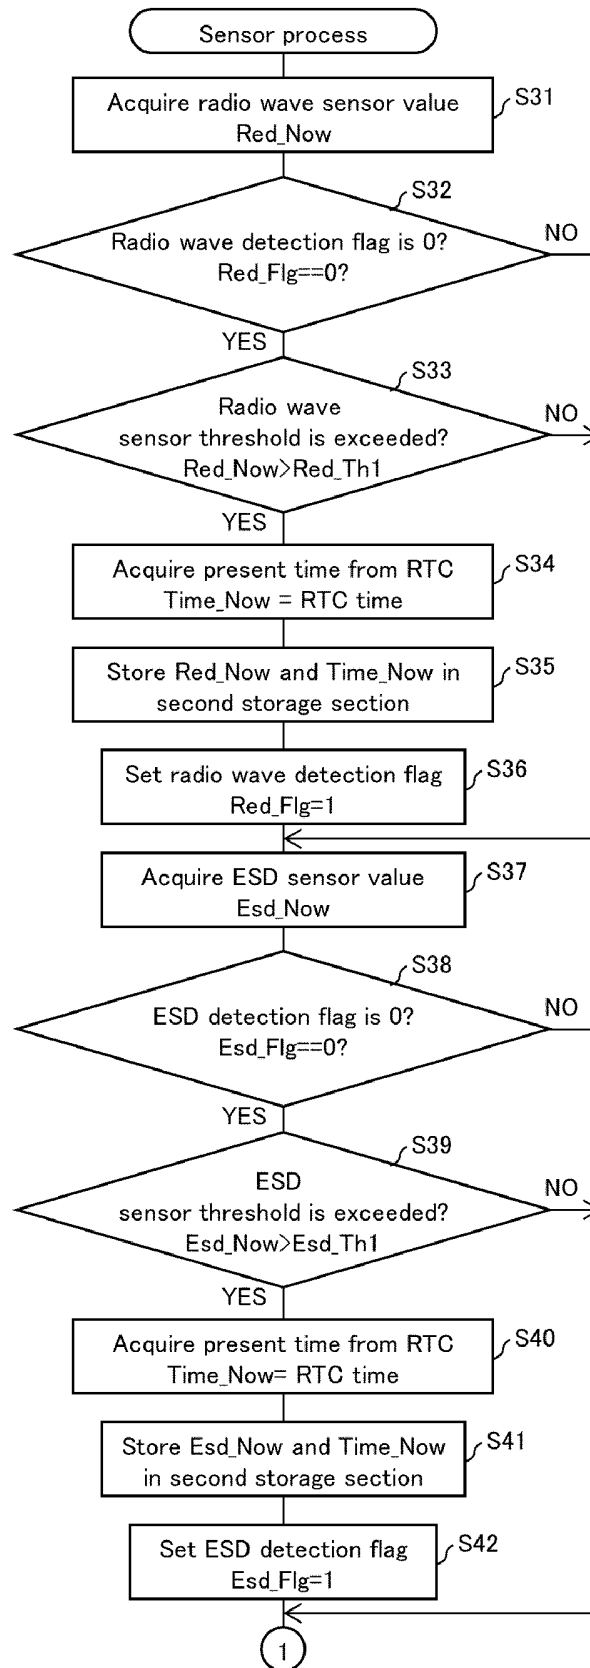 Sensor process
Acquire radio wave sensor value
Red_Now
S31
Radio wave detection flag is 0?
Red_Flg==0?
S32
NO
YES
Radio wave
sensor threshold is exceeded?
Red_Now>Red_Th1
S33
NO
YES
Acquire present time from RTC
Time_Now = RTC time
S34
Store Red_Now and Time_Now in
second storage section
S35
Set radio wave detection flag
Red_Flg=1
S36
Acquire ESD sensor value
Esd_Now
S37
ESD detection flag is 0?
Esd_Flg==0?
S38
NO
YES
ESD
sensor threshold is exceeded?
Esd_Now>Esd_Th1
S39
NO
YES
Acquire present time from RTC
Time_Now= RTC time
S40
Store Esd_Now and Time_Now
in second storage section
S41
Set ESD detection flag
Esd_Flg=1
S42
1